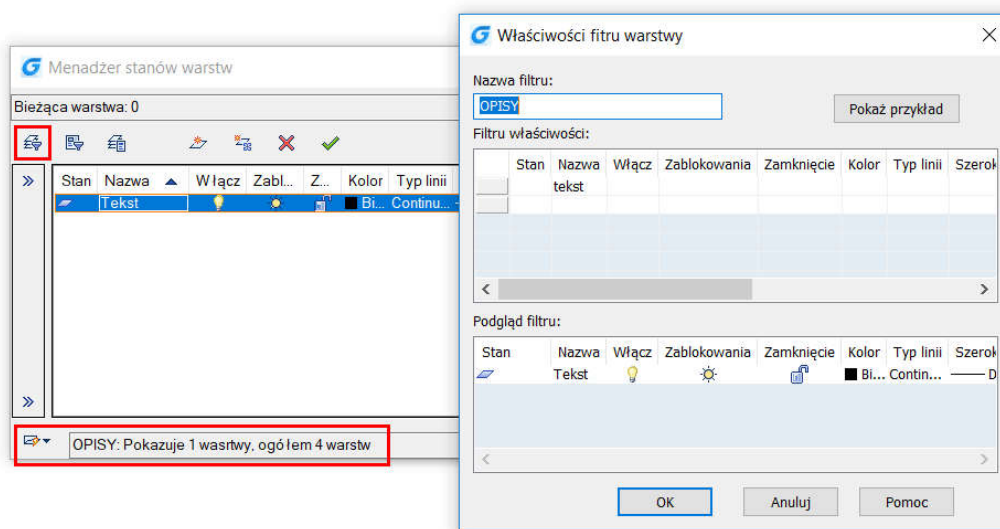 Menadżer stanów warstw
Bieżąca warstwa: 0
Stan Nazwa Włącz Zabl... Z... Kolor Typ linii
Tekst Bi... Continu...
OPISY: Pokazuje 1 wasrtwy, ogółem 4 warstw
Właściwości fitru warstwy
Nazwa filtru:
OPISY
Pokaż przykład
Filtru właściwości:
Stan Nazwa Włącz Zablokowania Zamknięcie Kolor Typ linii Szerok
tekst
Podgląd filtru:
Stan Nazwa Włącz Zablokowania Zamknięcie Kolor Typ linii Szerok
Tekst Bi... Contin... D
OK Anuluj Pomoc